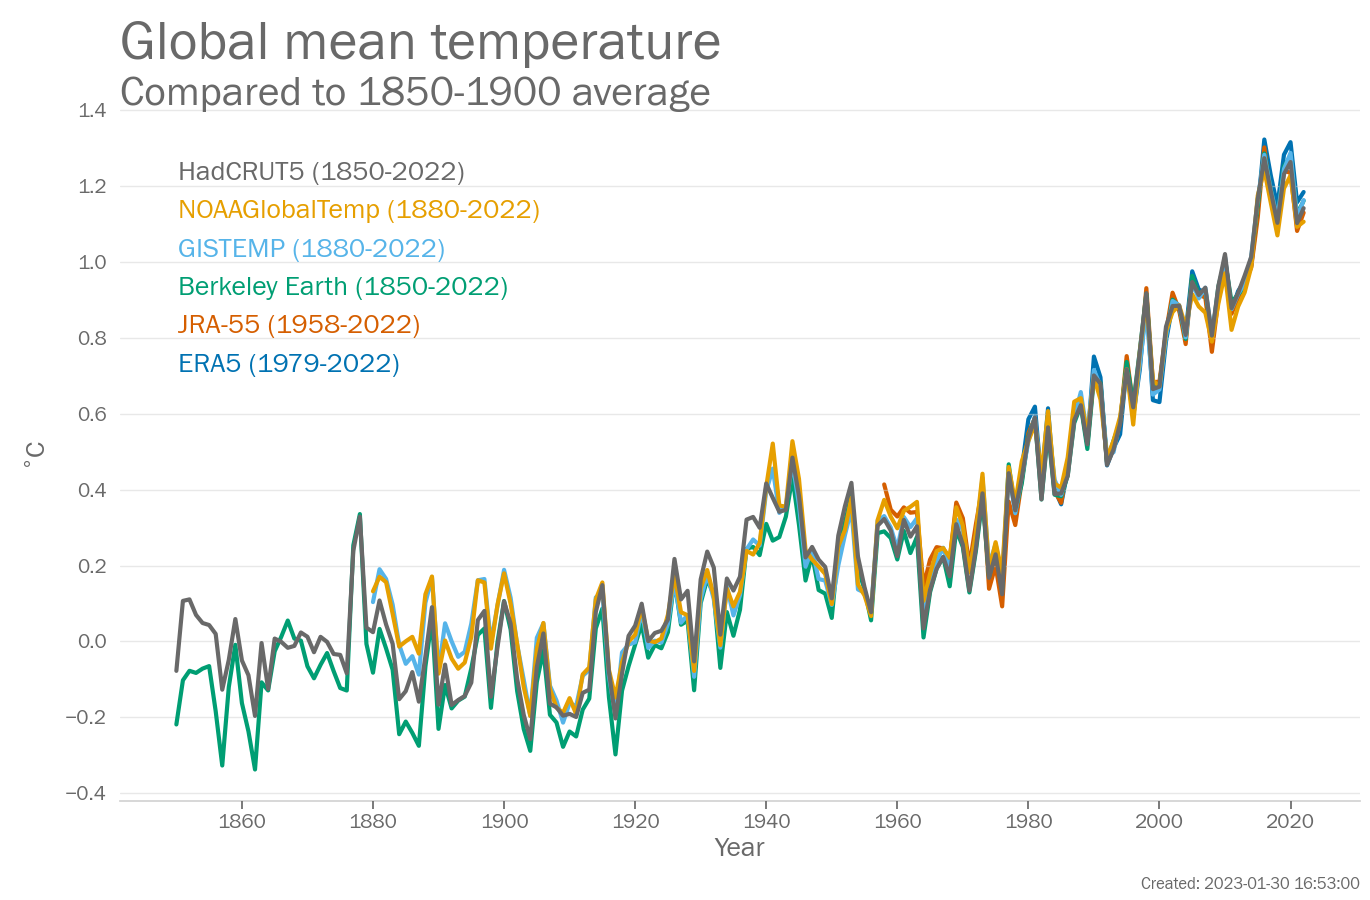 Global mean temperature
Compared to 1850-1900 average
1.4
HadCRUT5 (1850-2022)
1.2
NOAAGlobalTemp (1880-2022)
GISTEMP (1880-2022)
1.0
Berkeley Earth (1850-2022)
JRA-55 (1958-2022)
0.8
ERA5 (1979-2022)
0.6
°C
0.4
0.2
0.0
−0.2
−0.4
1860 1880 1900 1920 1940 1960 1980 2000 2020
Year
Created: 2023-01-30 16:53:00